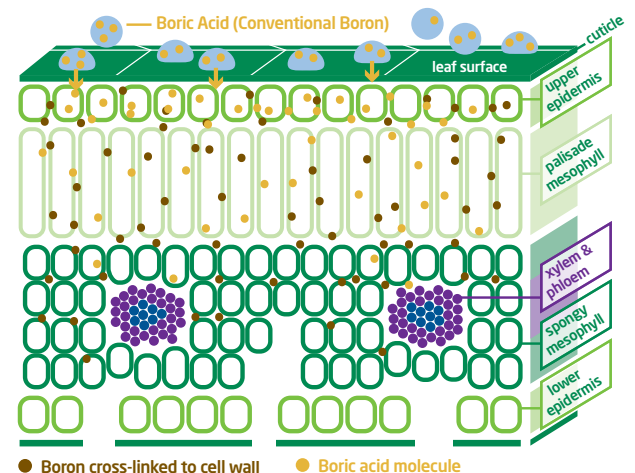 Boric Acid (Conventional Boron)
cuticle
leaf surface
upper
epidermis
palisade
mesophyll
xylem &
phloem
spongy
mesophyll
lower
epidermis
Boron cross-linked to cell wall
Boric acid molecule